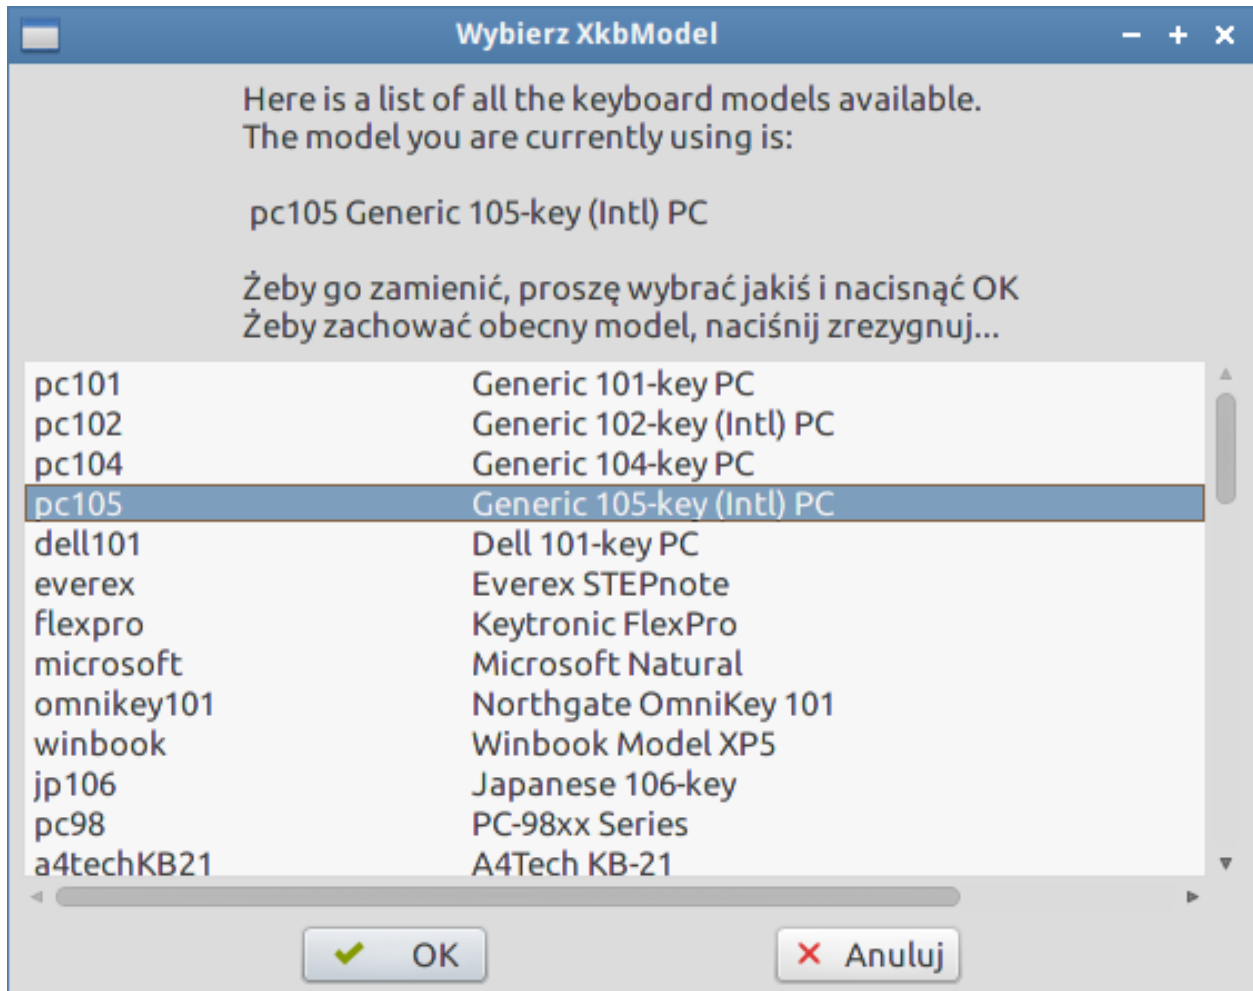 Wybierz XkbModel
Here is a list of all the keyboard models available.
The model you are currently using is:
pc105 Generic 105-key (Intl) PC
Żeby go zamienić, proszę wybrać jakiś i nacisnąć OK
Żeby zachować obecny model, naciśnij zrezygnuj...
pc101 Generic 101-key PC
pc102 Generic 102-key (Intl) PC
pc104 Generic 104-key PC
pc105 Generic 105-key (Intl) PC
dell101 Dell 101-key PC
everex Everex STEPnote
flexpro Keytronic FlexPro
microsoft Microsoft Natural
omnikey101 Northgate OmniKey 101
winbook Winbook Model XP5
jp106 Japanese 106-key
pc98 PC-98xx Series
a4techKB21 A4Tech KB-21
OK Anuluj